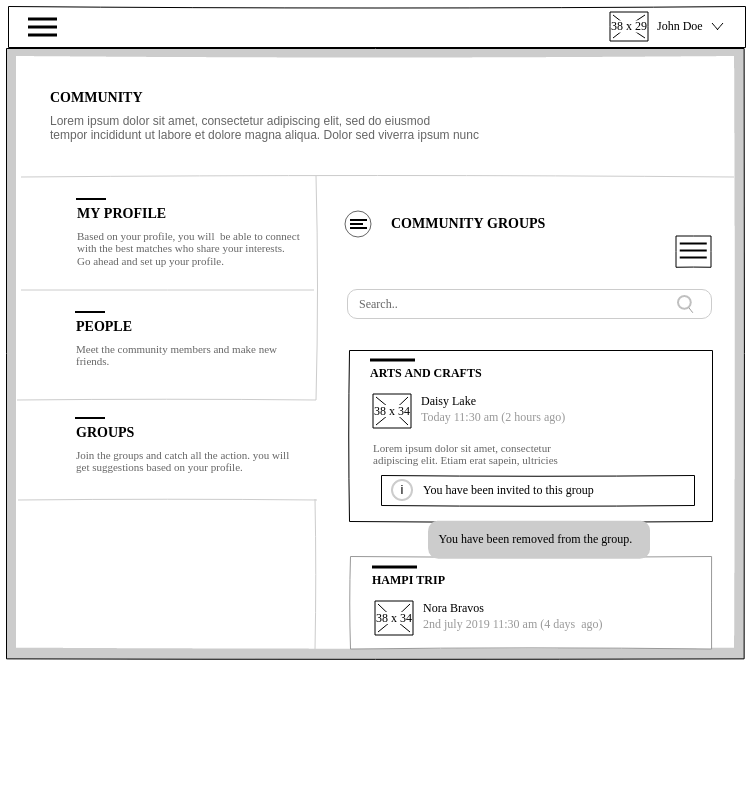 38 x 29 John Doe
COMMUNITY
Lorem ipsum dolor sit amet, consectetur adipiscing elit, sed do eiusmod
tempor incididunt ut labore et dolore magna aliqua. Dolor sed viverra ipsum nunc
MY PROFILE
Based on your profile, you will  be able to connect
with the best matches who share your interests.
Go ahead and set up your profile.
PEOPLE
Meet the community members and make new
friends.
GROUPS
Join the groups and catch all the action. you will
get suggestions based on your profile.
COMMUNITY GROUPS
Search..
ARTS AND CRAFTS
38 x 34
Daisy Lake
Today 11:30 am (2 hours ago)
Lorem ipsum dolor sit amet, consectetur
adipiscing elit. Etiam erat sapein, ultricies
i You have been invited to this group
You have been removed from the group.
HAMPI TRIP
38 x 34
Nora Bravos
2nd july 2019 11:30 am (4 days  ago)